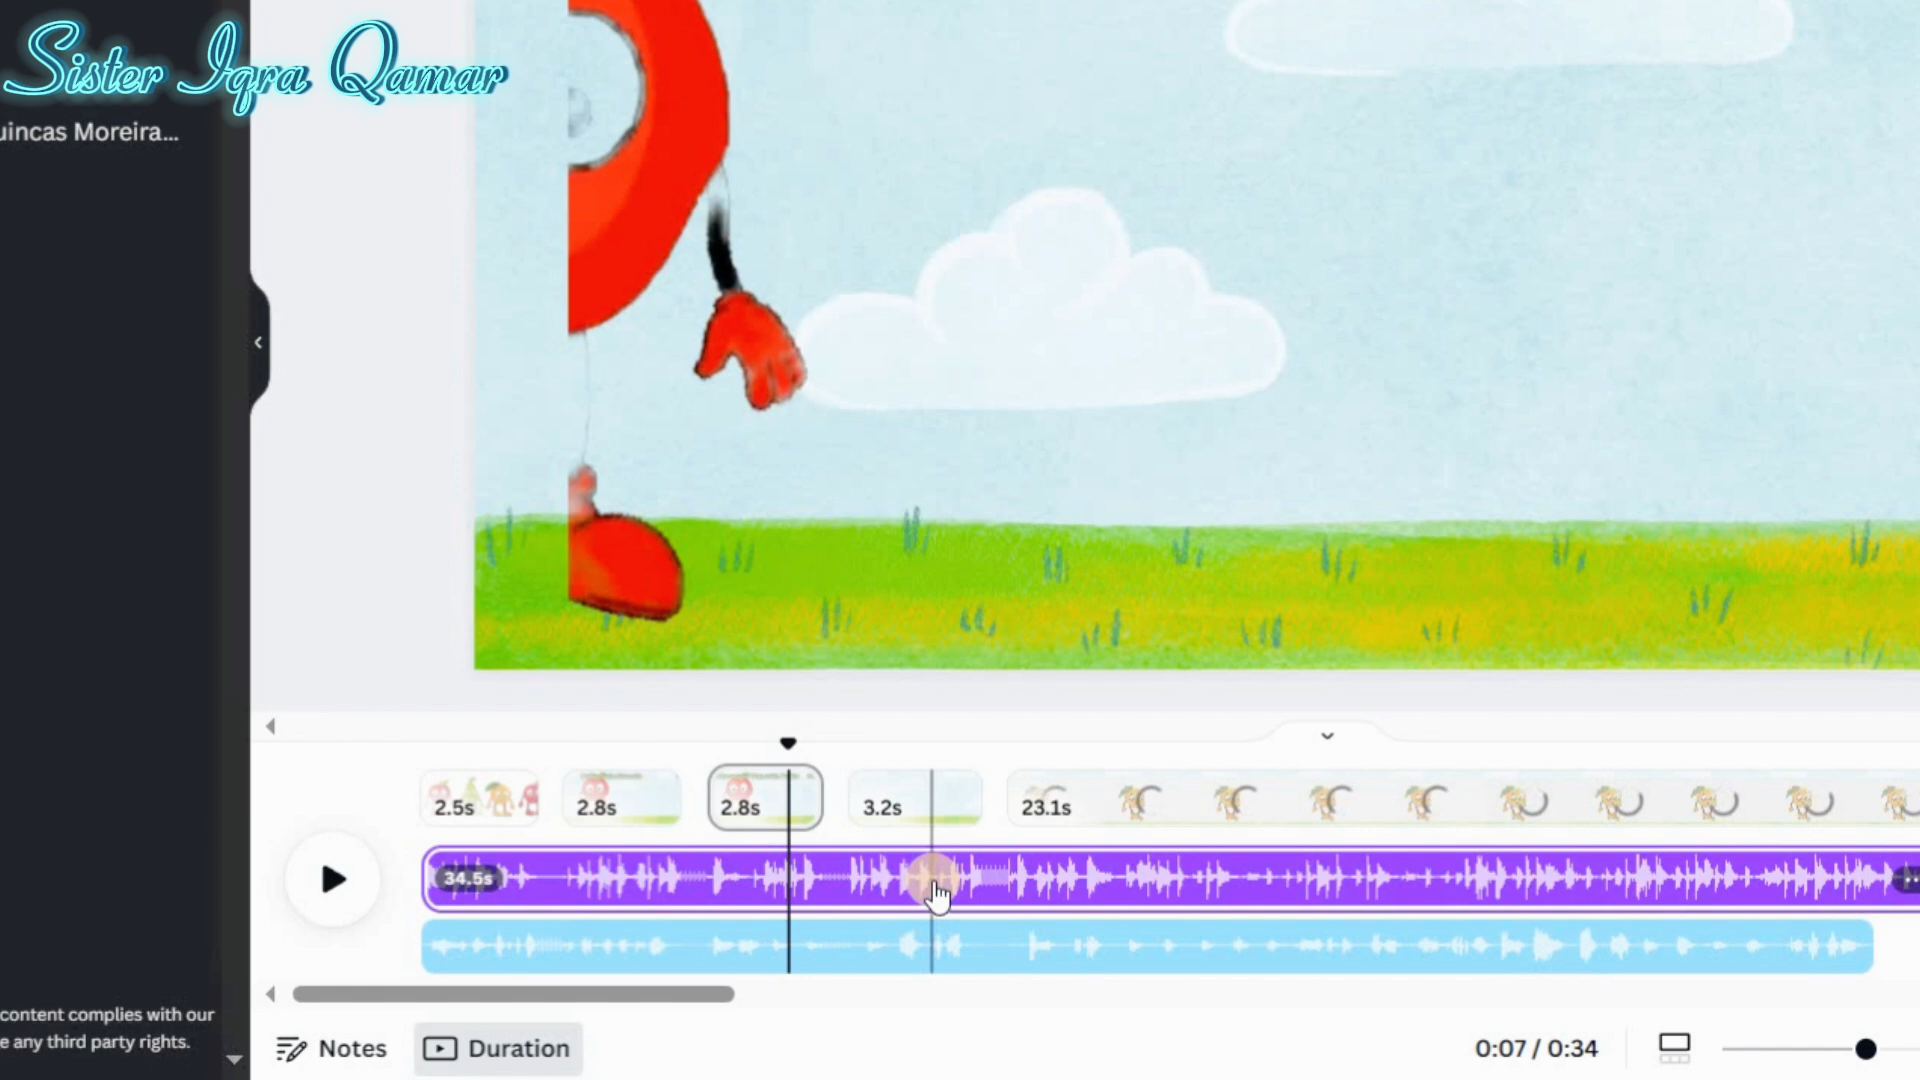 Sister Iqra Qamar
uincas Moreira...
2.5s
2.8s
2.8s
3.2s
23.1s
34.5s
content complies with our
e any third party rights.
Notes
Duration
0:07 / 0:34